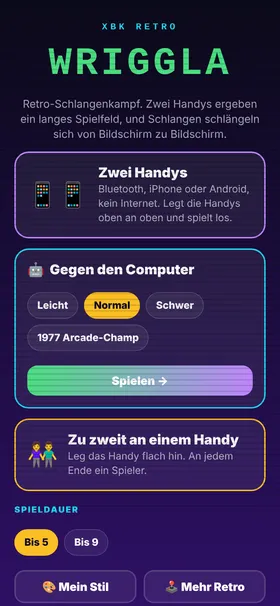 XBK RETRO
WRIGGLA
Retro-Schlangenkampf. Zwei Handys ergeben
ein langes Spielfeld, und Schlangen schlängeln
sich von Bildschirm zu Bildschirm.
Zwei Handys
Bluetooth, iPhone oder Android,
kein Internet. Legt die Handys
oben an oben und spielt los.
Gegen den Computer
Leicht
Normal
Schwer
1977 Arcade-Champ
Spielen →
Zu zweit an einem Handy
Leg das Handy flach hin. An jedem
Ende ein Spieler.
SPIELDAUER
Bis 5
Bis 9
Mein Stil
Mehr Retro